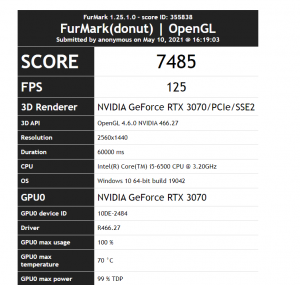 FurMark 1.25.1.0 - score ID: 355838
FurMark(donut) | OpenGL
Submitted by anonymous on May 10, 2021 @ 16:19:03
SCORE 7485
FPS 125
3D Renderer NVIDIA GeForce RTX 3070/PCIe/SSE2
3D API OpenGL 4.6.0 NVIDIA 466.27
Resolution 2560x1440
Duration 60000 ms
CPU Intel(R) Core(TM) i5-6500 CPU @ 3.20GHz
OS Windows 10 64-bit build 19042
GPU0 NVIDIA GeForce RTX 3070
GPU0 device ID 10DE-2484
Driver R466.27
GPU0 max usage 100 %
GPU0 max
temperature 70 °C
GPU0 max power 99 % TDP